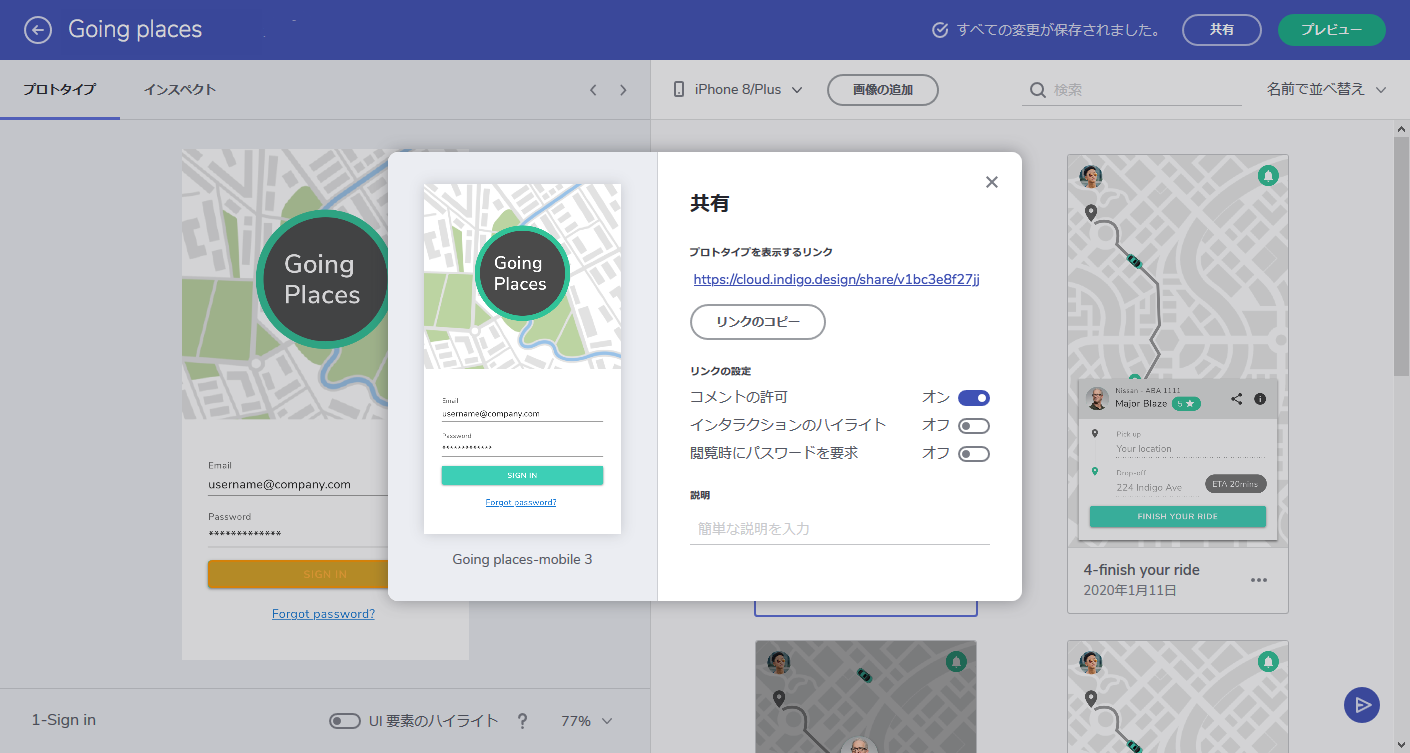 Going places
すべての変更が保存されました。
共有
プレビュー
プロトタイプ
インスペクト
iPhone 8/Plus
画像の追加
検索
名前で並べ替え
Going
Places
Email
username@company.com
Password
*************
SIGN IN
Forgot password?
Going
Places
Email
username@company.com
Password
*************
SIGN IN
Forgot password?
Going places-mobile 3
共有
プロトタイプを表示するリンク
https://cloud.indigo.design/share/v1bc3e8f27jj
リンクのコピー
リンクの設定
コメントの許可 オン
インタラクションのハイライト オフ
閲覧時にパスワードを要求 オフ
説明
簡単な説明を入力
Nissan - ABA 1111
Major Blaze 5 ★
Pick up
Your location
Drop-off
224 Indigo Ave
ETA 20mins
FINISH YOUR RIDE
4-finish your ride
2020年1月11日
1-Sign in
UI 要素のハイライト
?
77%